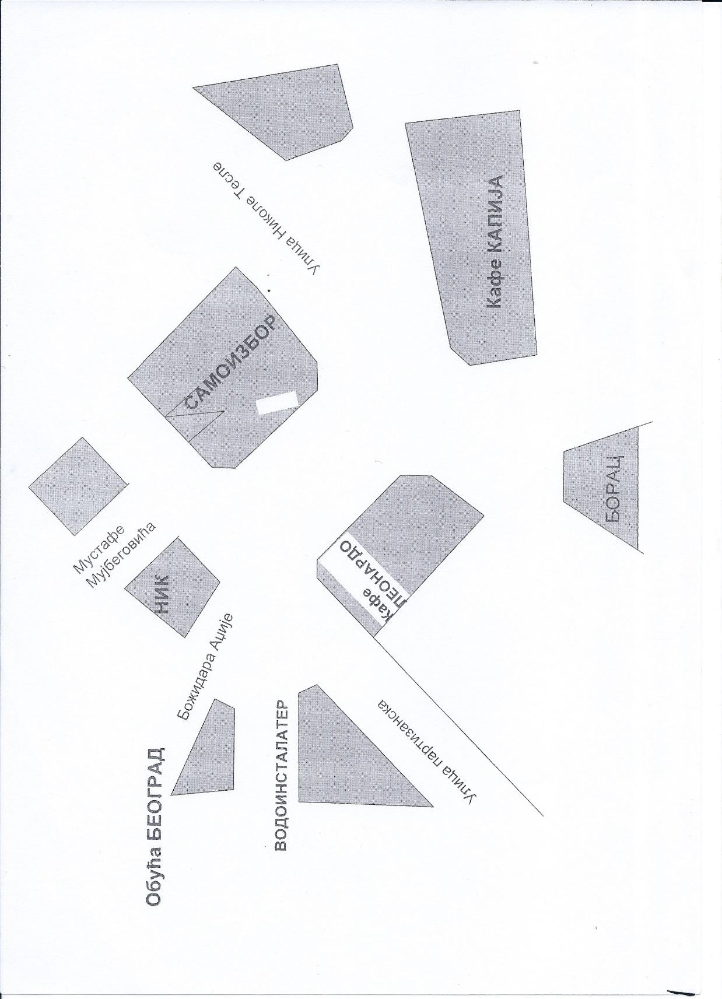 Обућа БЕОГРАД
Божидара Аџије
НИК
Мустафе
Мујбеговића
ВОДОИНСТАЛАТЕР
САМОИЗБОР
Улица Николе Тесле
Улица партизанска
Кафе
ЛЕОНАРДО
Кафе КАПИЈА
БОРАЦ